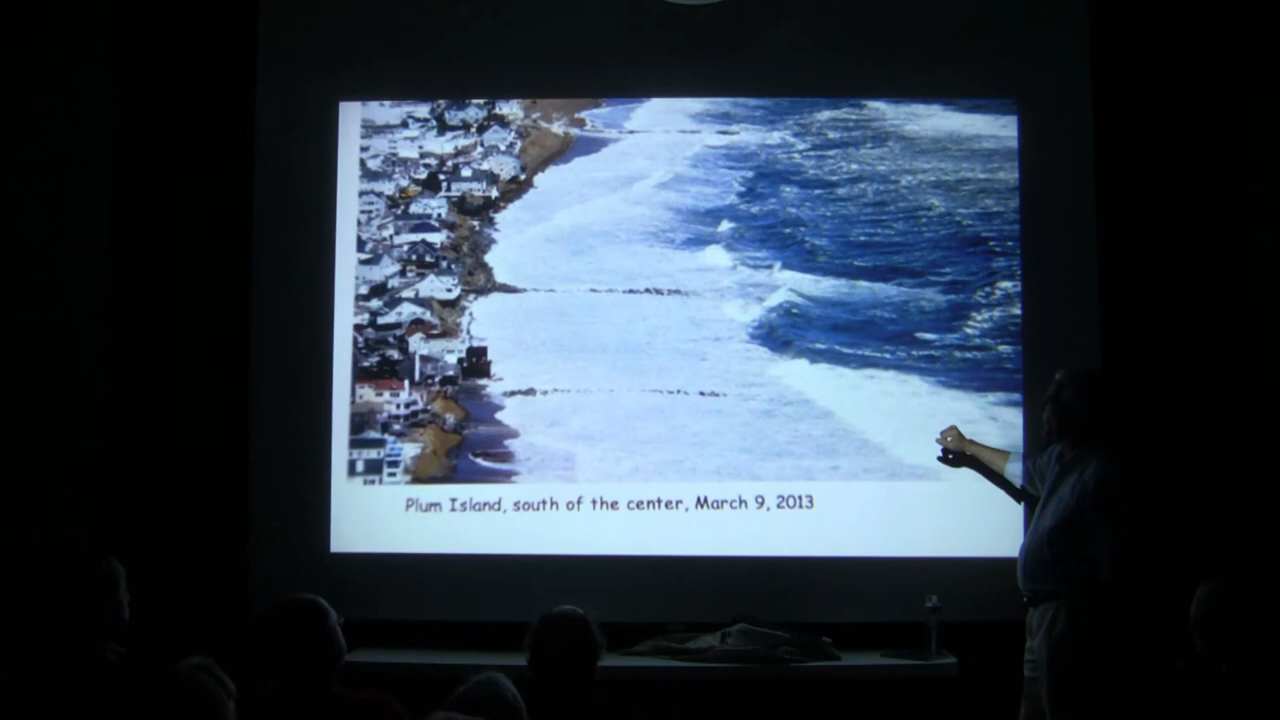 Plum Island, south of the center, March 9, 2013